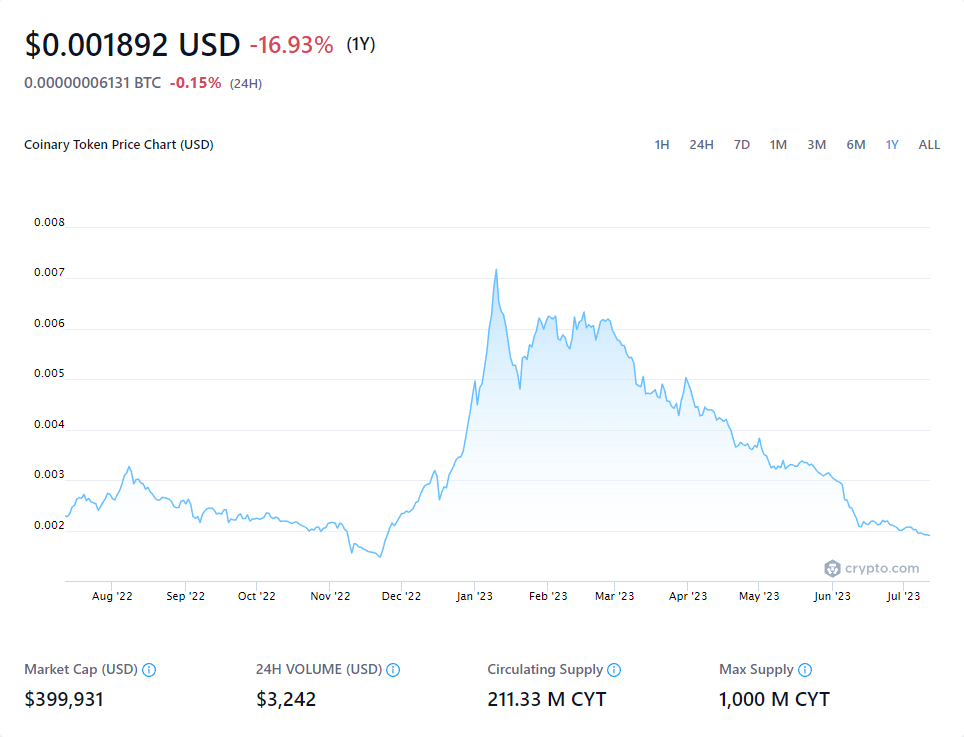 $0.001892 USD -16.93% (1Y)
0.00000006131 BTC -0.15% (24H)
Coinary Token Price Chart (USD) 1H 24H 7D 1M 3M 6M 1Y ALL
0.008
0.007
0.006
0.005
0.004
0.003
0.002
crypto.com
Aug '22 Sep '22 Oct '22 Nov '22 Dec '22 Jan '23 Feb '23 Mar '23 Apr '23 May '23 Jun '23 Jul '23
Market Cap (USD) 24H VOLUME (USD) Circulating Supply Max Supply
$399,931 $3,242 211.33 M CYT 1,000 M CYT